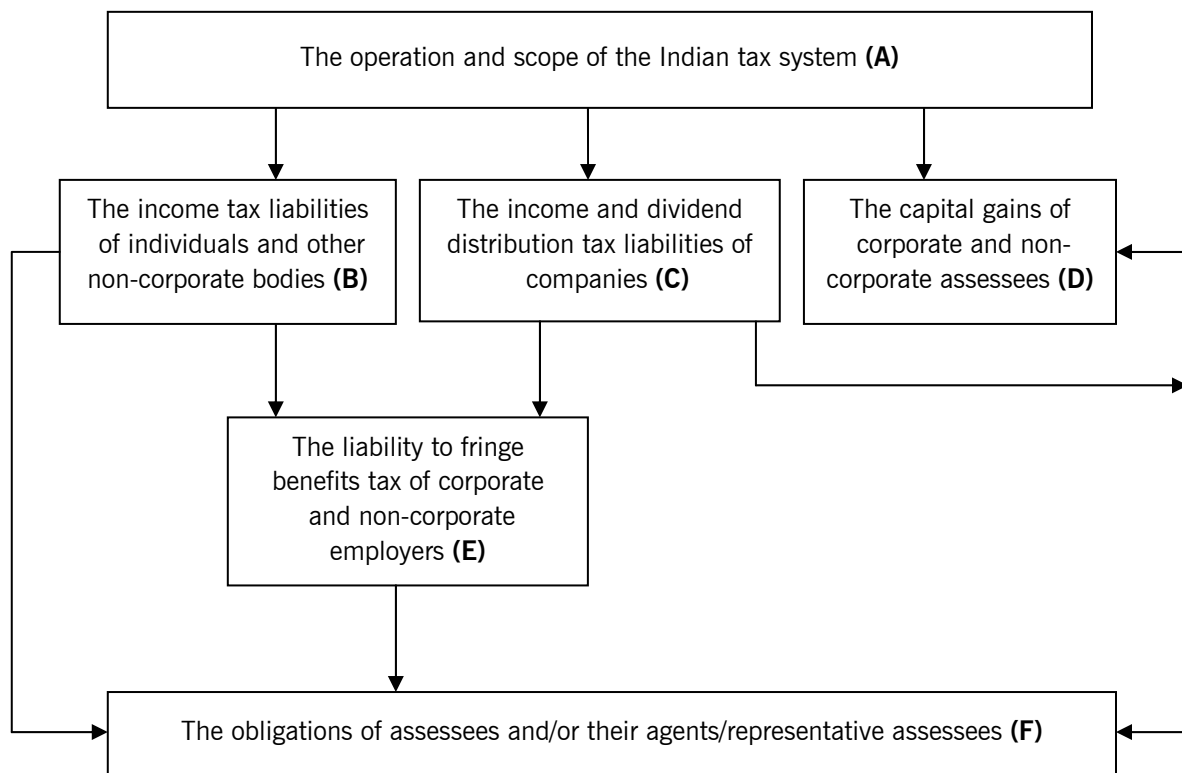 The operation and scope of the Indian tax system (A)
The income tax liabilities
of individuals and other
non-corporate bodies (B)
The income and dividend
distribution tax liabilities of
companies (C)
The capital gains of
corporate and non-
corporate assessees (D)
The liability to fringe
benefits tax of corporate
and non-corporate
employers (E)
The obligations of assessees and/or their agents/representative assessees (F)